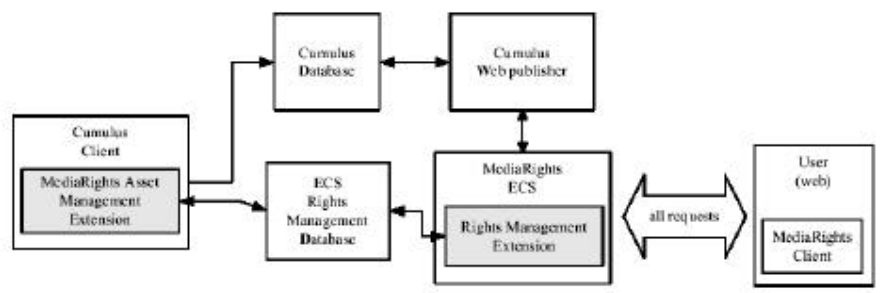 Cumulus
Database
Cumulus
Web publisher
Cumulus
Client
MediaRights Asset
Management
Extension
ECS
Rights
Management
Database
MediaRights
ECS
Rights Management
Extension
all requests
User
(web)
MediaRights
Client